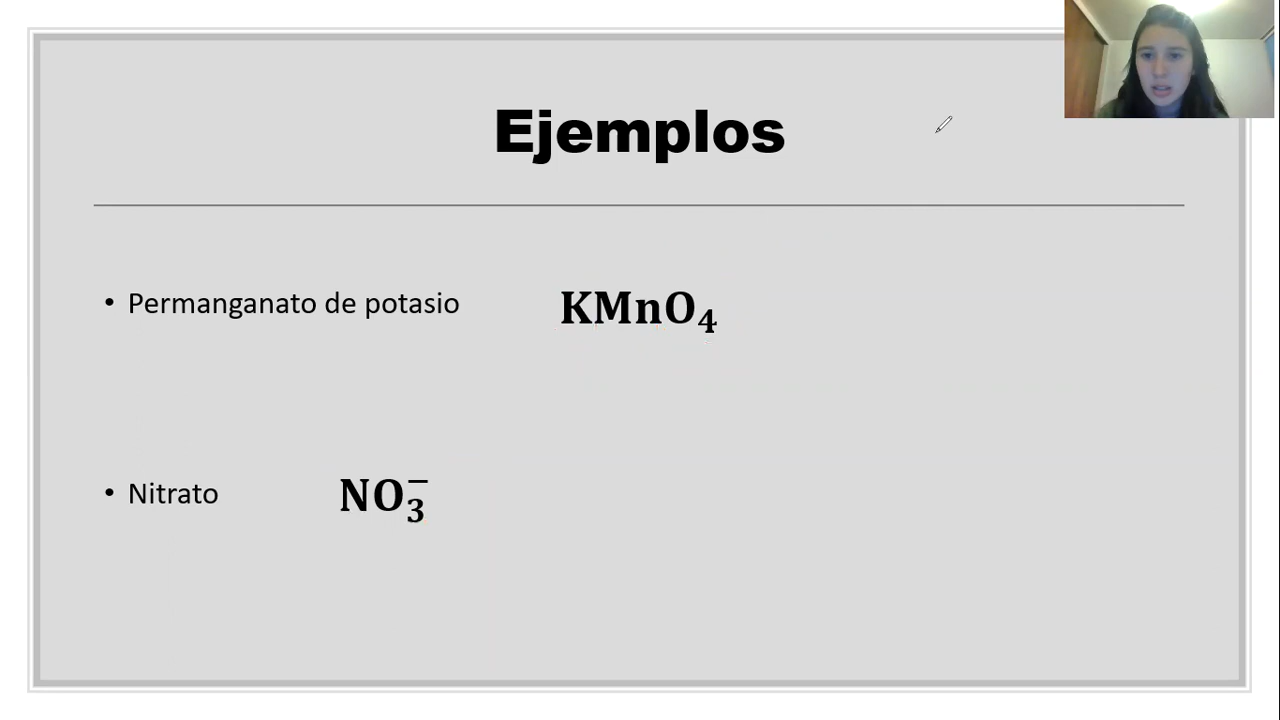 Ejemplos
• Permanganato de potasio KMnO₄
• Nitrato NO₃⁻